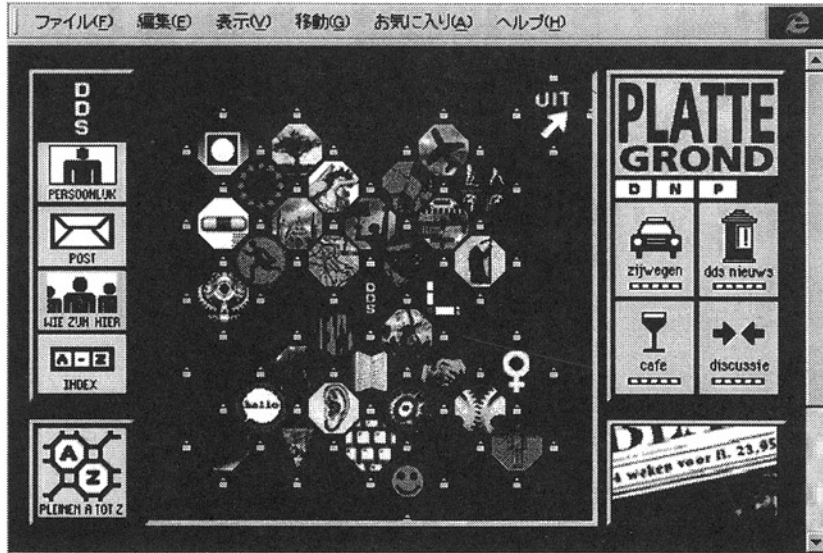 ファイル(F) 編集(E) 表示(V) 移動(G) お気に入り(A) ヘルプ(H)
DDS
PERSOONLIJK
POST
WIE ZIJN HIER
A-Z
INDEX
A
Z
PLEINEN A TOT Z
UIT
DDS
hallo
PLATTE
GROND
D N P
zijwegen
dds nieuws
cafe
discussie
4 weken voor fl. 23,95